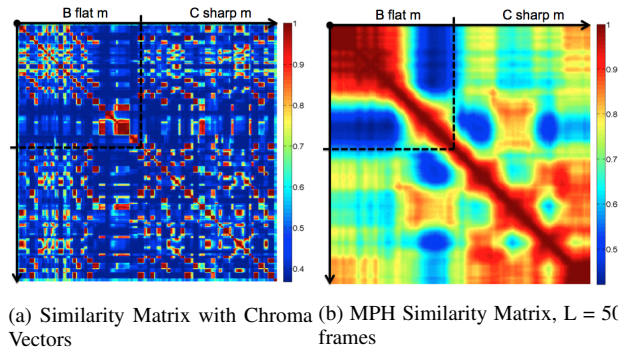 B flat m C sharp m
B flat m C sharp m
1
0.9
0.8
0.7
0.6
0.5
0.4
1
0.9
0.8
0.7
0.6
0.5
(a) Similarity Matrix with Chroma
Vectors
(b) MPH Similarity Matrix, L = 50
frames